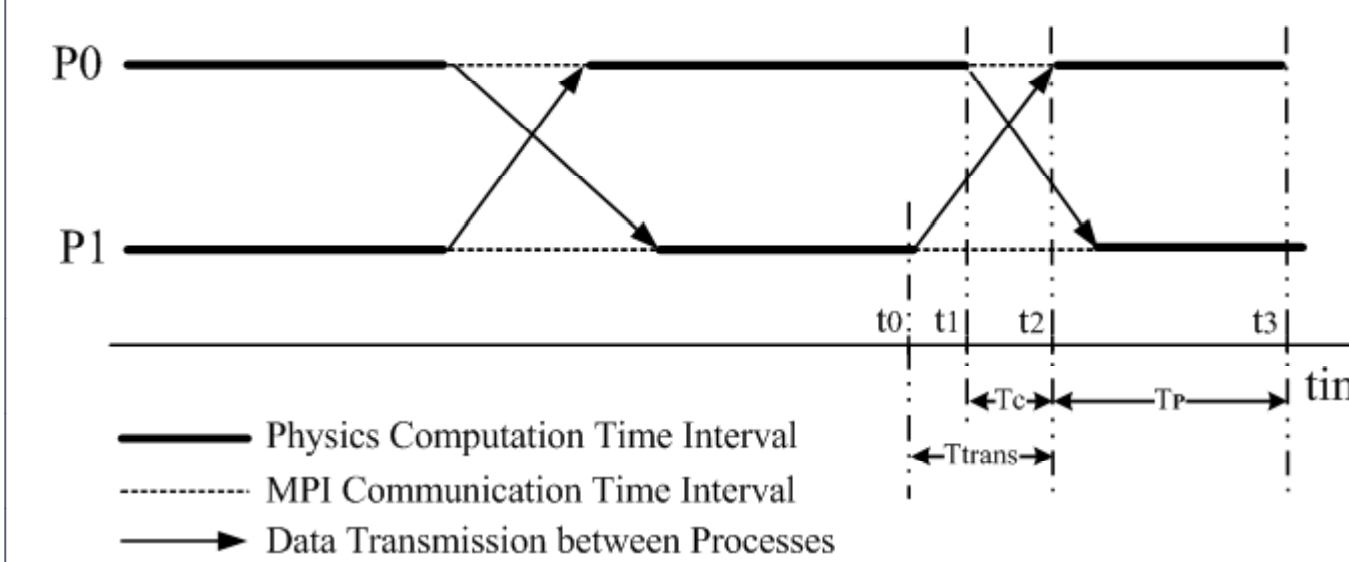 P0
P1
t0 t1 t2 t3
tim
Tc TP
Ttrans
Physics Computation Time Interval
MPI Communication Time Interval
Data Transmission between Processes